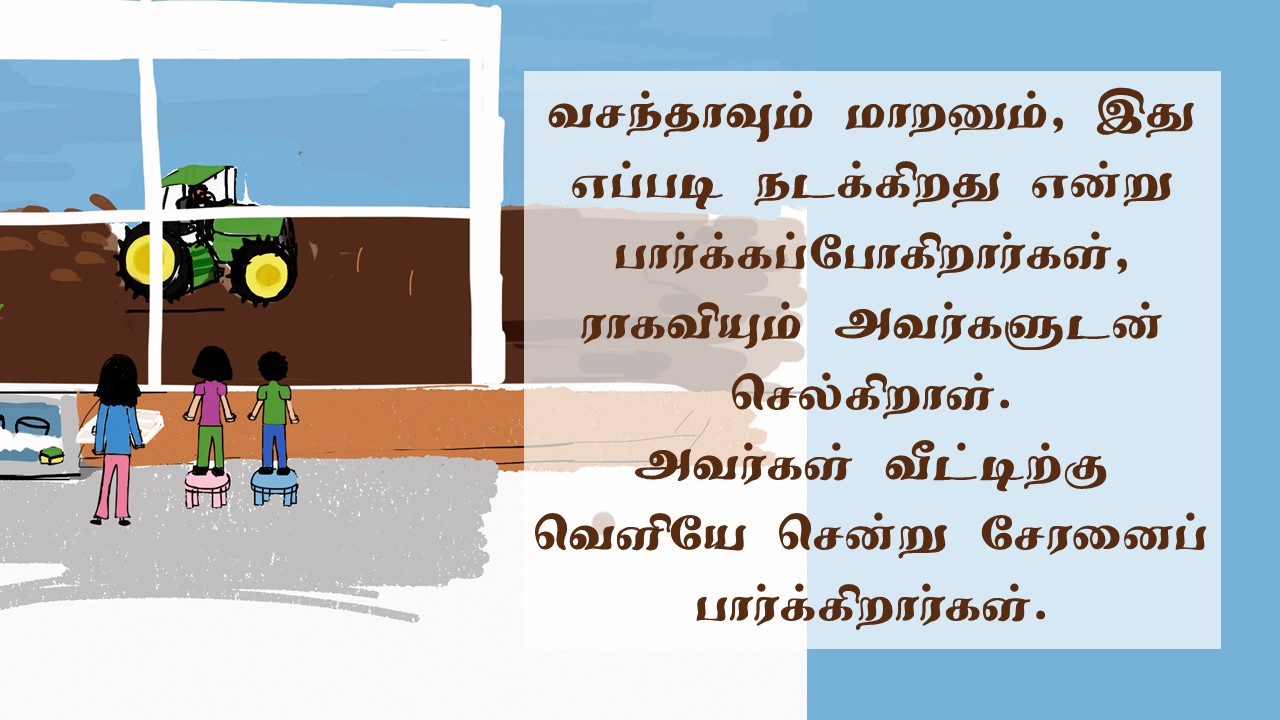 வசந்தாவும் மாறனும், இது
எப்படி நடக்கிறது என்று
பார்க்கப்போகிறார்கள்,
ராகவியும் அவர்களுடன்
செல்கிறாள்.
அவர்கள் வீட்டிற்கு
வெளியே சென்று சேரனைப்
பார்க்கிறார்கள்.